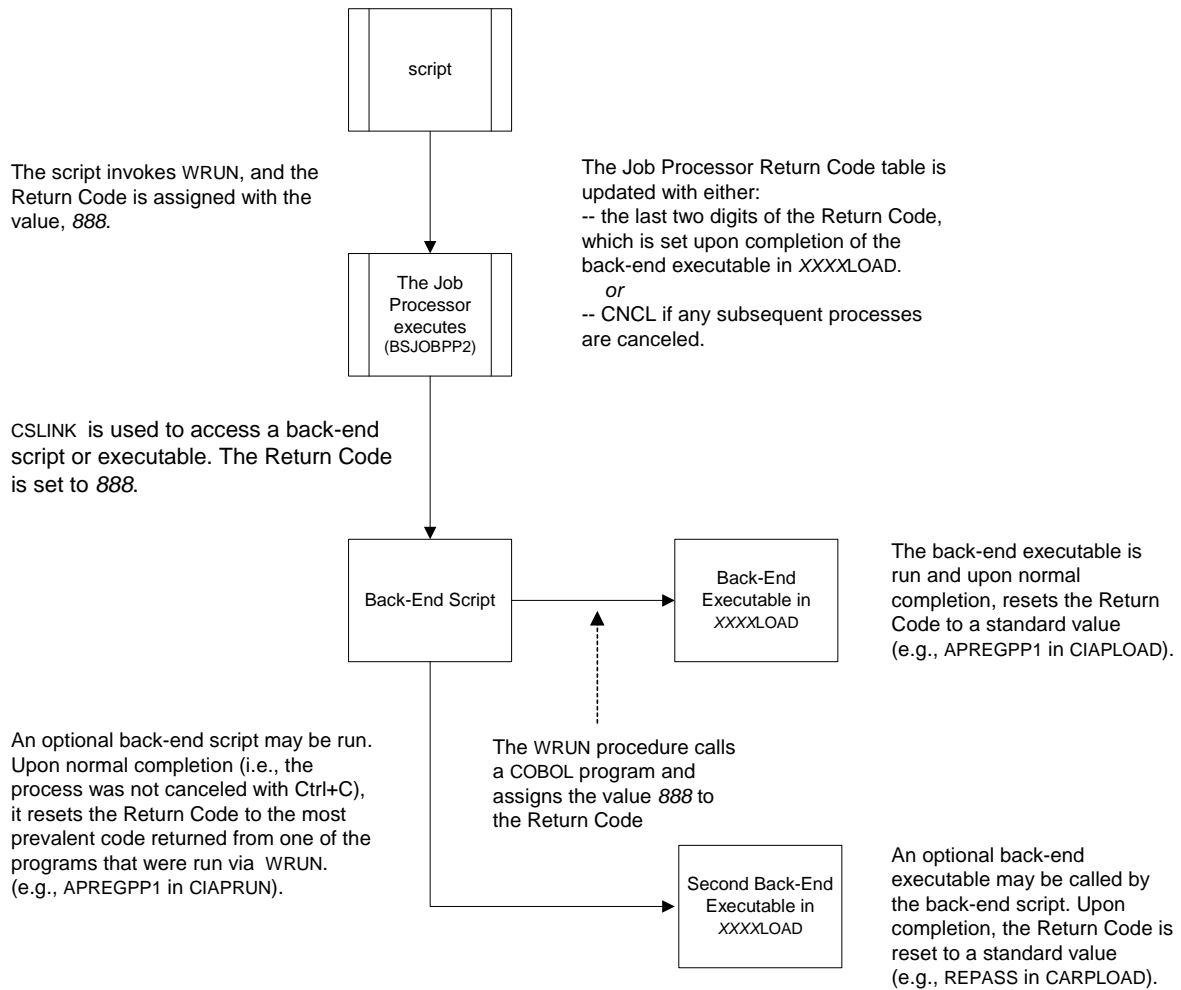 script
The script invokes WRUN, and the
Return Code is assigned with the
value, 888.
The Job Processor Return Code table is
updated with either:
-- the last two digits of the Return Code,
which is set upon completion of the
back-end executable in XXXXLOAD.
or
-- CNCL if any subsequent processes
are canceled.
The Job
Processor
executes
(BSJOBPP2)
CSLINK is used to access a back-end
script or executable. The Return Code
is set to 888.
Back-End Script
Back-End
Executable in
XXXXLOAD
The back-end executable is
run and upon normal
completion, resets the Return
Code to a standard value
(e.g., APREGPP1 in CIAPLOAD).
An optional back-end script may be run.
Upon normal completion (i.e., the
process was not canceled with Ctrl+C),
it resets the Return Code to the most
prevalent code returned from one of the
programs that were run via WRUN.
(e.g., APREGPP1 in CIAPRUN).
The WRUN procedure calls
a COBOL program and
assigns the value 888 to
the Return Code
Second Back-End
Executable in
XXXXLOAD
An optional back-end
executable may be called by
the back-end script. Upon
completion, the Return Code is
reset to a standard value
(e.g., REPASS in CARPLOAD).